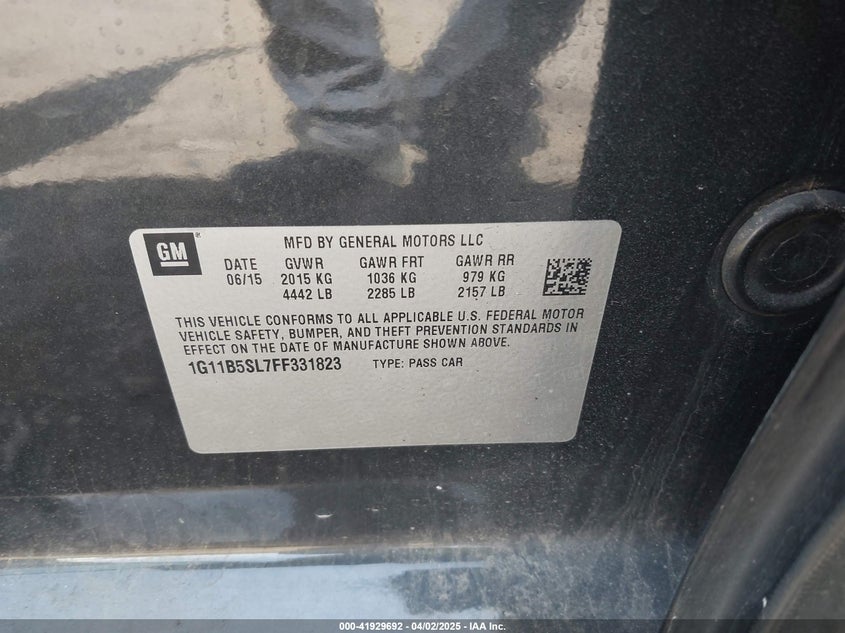 GM
MFD BY GENERAL MOTORS LLC
DATE GVWR GAWR FRT GAWR RR
06/15 2015 KG 1036 KG 979 KG
4442 LB 2285 LB 2157 LB
THIS VEHICLE CONFORMS TO ALL APPLICABLE U.S. FEDERAL MOTOR
VEHICLE SAFETY, BUMPER, AND THEFT PREVENTION STANDARDS IN
EFFECT ON THE DATE OF MANUFACTURE SHOWN ABOVE.
1G11B5SL7FF331823 TYPE: PASS CAR
000-41929692 - 04/02/2025 - IAA Inc.